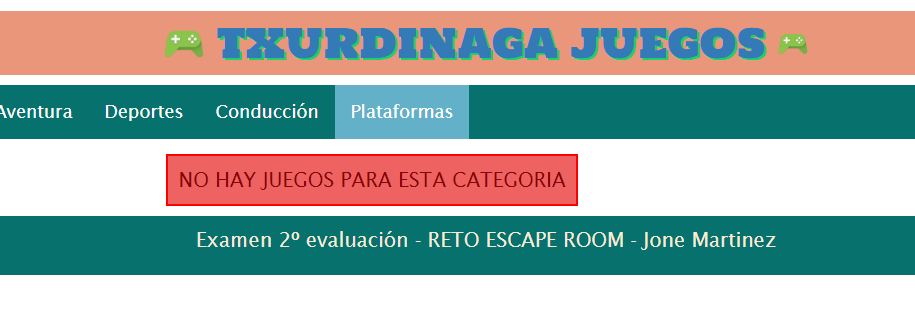 TXURDINAGA JUEGOS
Aventura Deportes Conducción Plataformas
NO HAY JUEGOS PARA ESTA CATEGORIA
Examen 2º evaluación - RETO ESCAPE ROOM - Jone Martinez